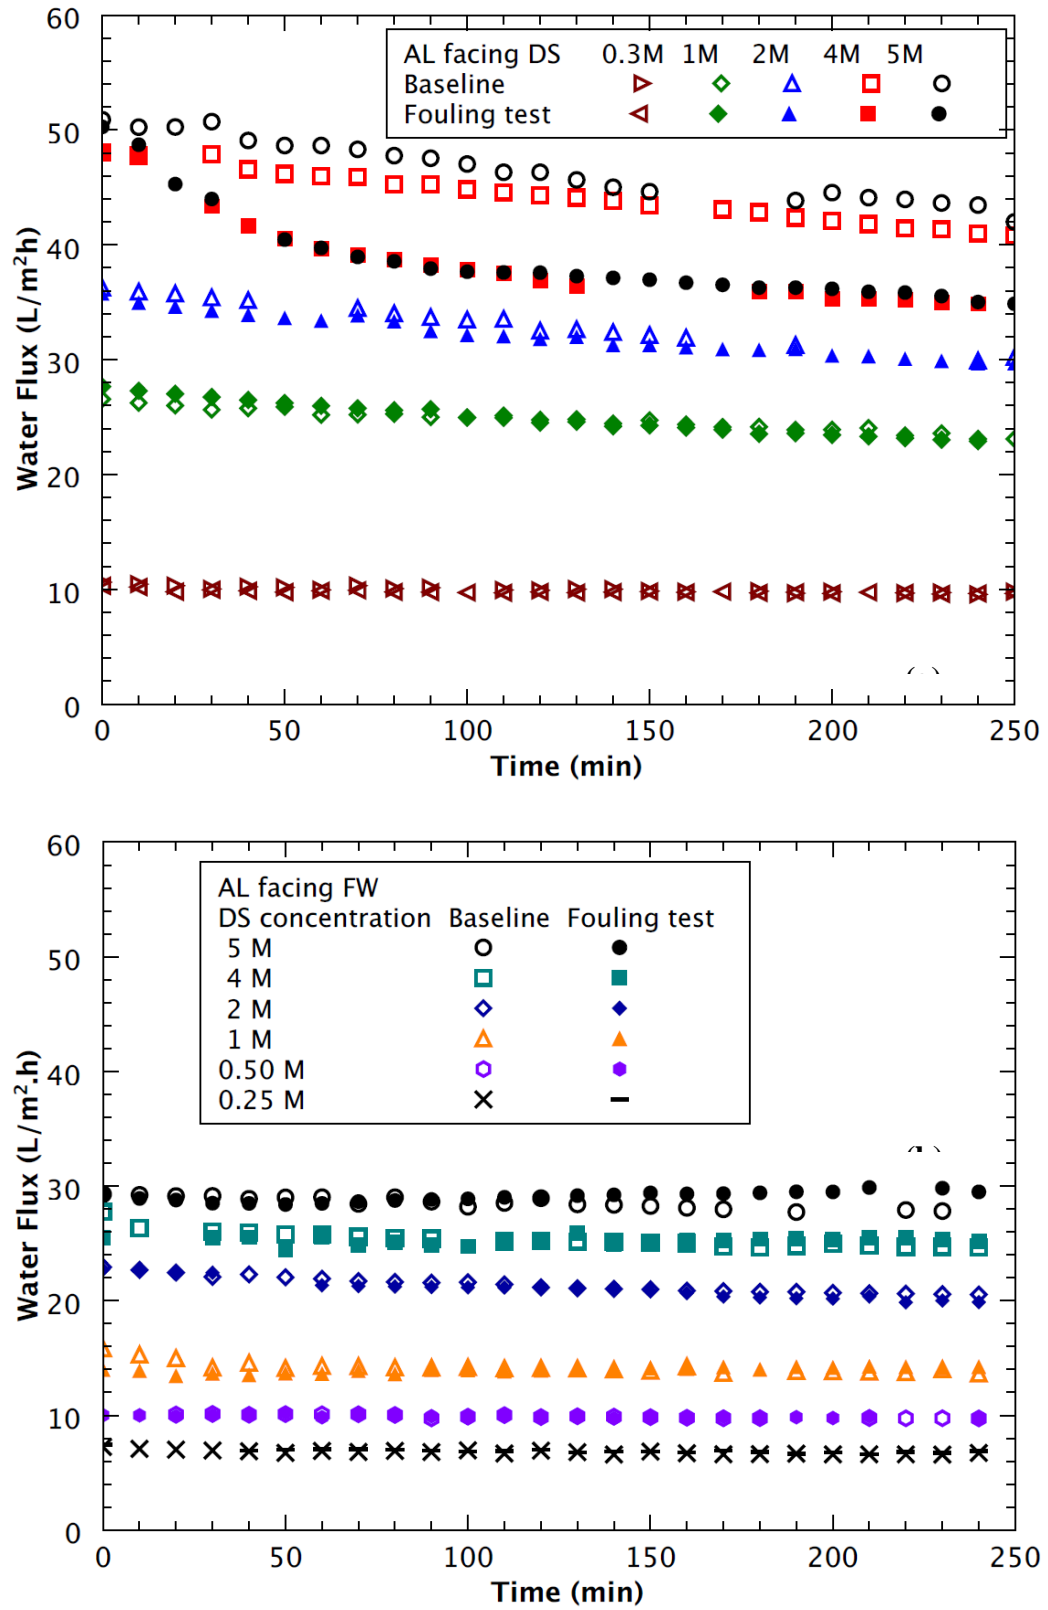 60
50
40
30
20
10
0
Water Flux (L/m²h)
AL facing DS 0.3M 1M 2M 4M 5M
Baseline
Fouling test
0 50 100 150 200 250
Time (min)
60
50
40
30
20
10
0
Water Flux (L/m².h)
AL facing FW
DS concentration Baseline Fouling test
5 M
4 M
2 M
1 M
0.50 M
0.25 M
0 50 100 150 200 250
Time (min)